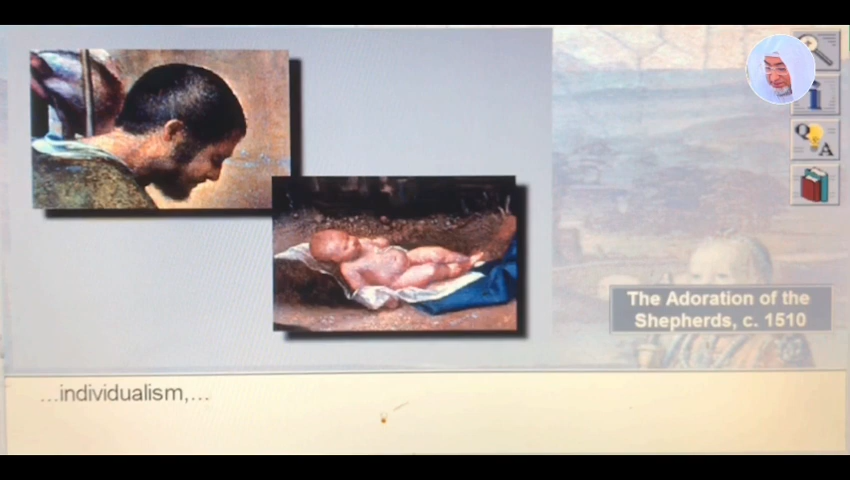 Q
A
The Adoration of the
Shepherds, c. 1510
...individualism,...